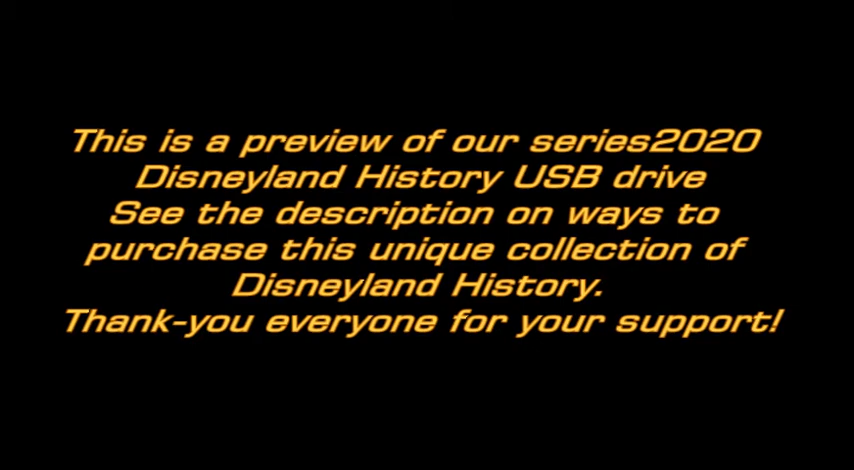 This is a preview of our series2020
Disneyland History USB drive
See the description on ways to
purchase this unique collection of
Disneyland History.
Thank-you everyone for your support!